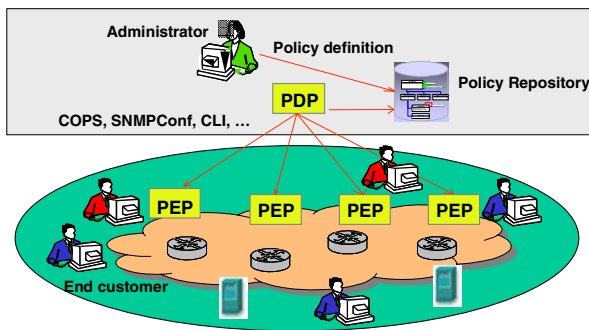 Administrator
Policy definition
Policy Repository
PDP
COPS, SNMPConf, CLI, ...
PEP
PEP
PEP
PEP
End customer